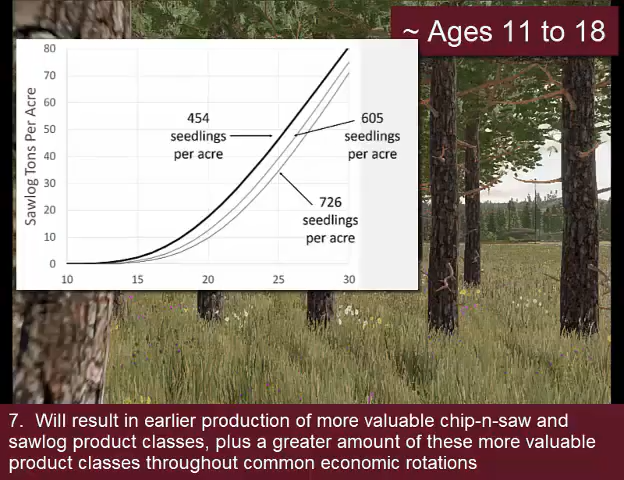 ~ Ages 11 to 18
80
70
60
50
40
30
20
10
0
Sawlog Tons Per Acre
454
seedlings
per acre
605
seedlings
per acre
726
seedlings
per acre
10 15 20 25 30
7. Will result in earlier production of more valuable chip-n-saw and
sawlog product classes, plus a greater amount of these more valuable
product classes throughout common economic rotations